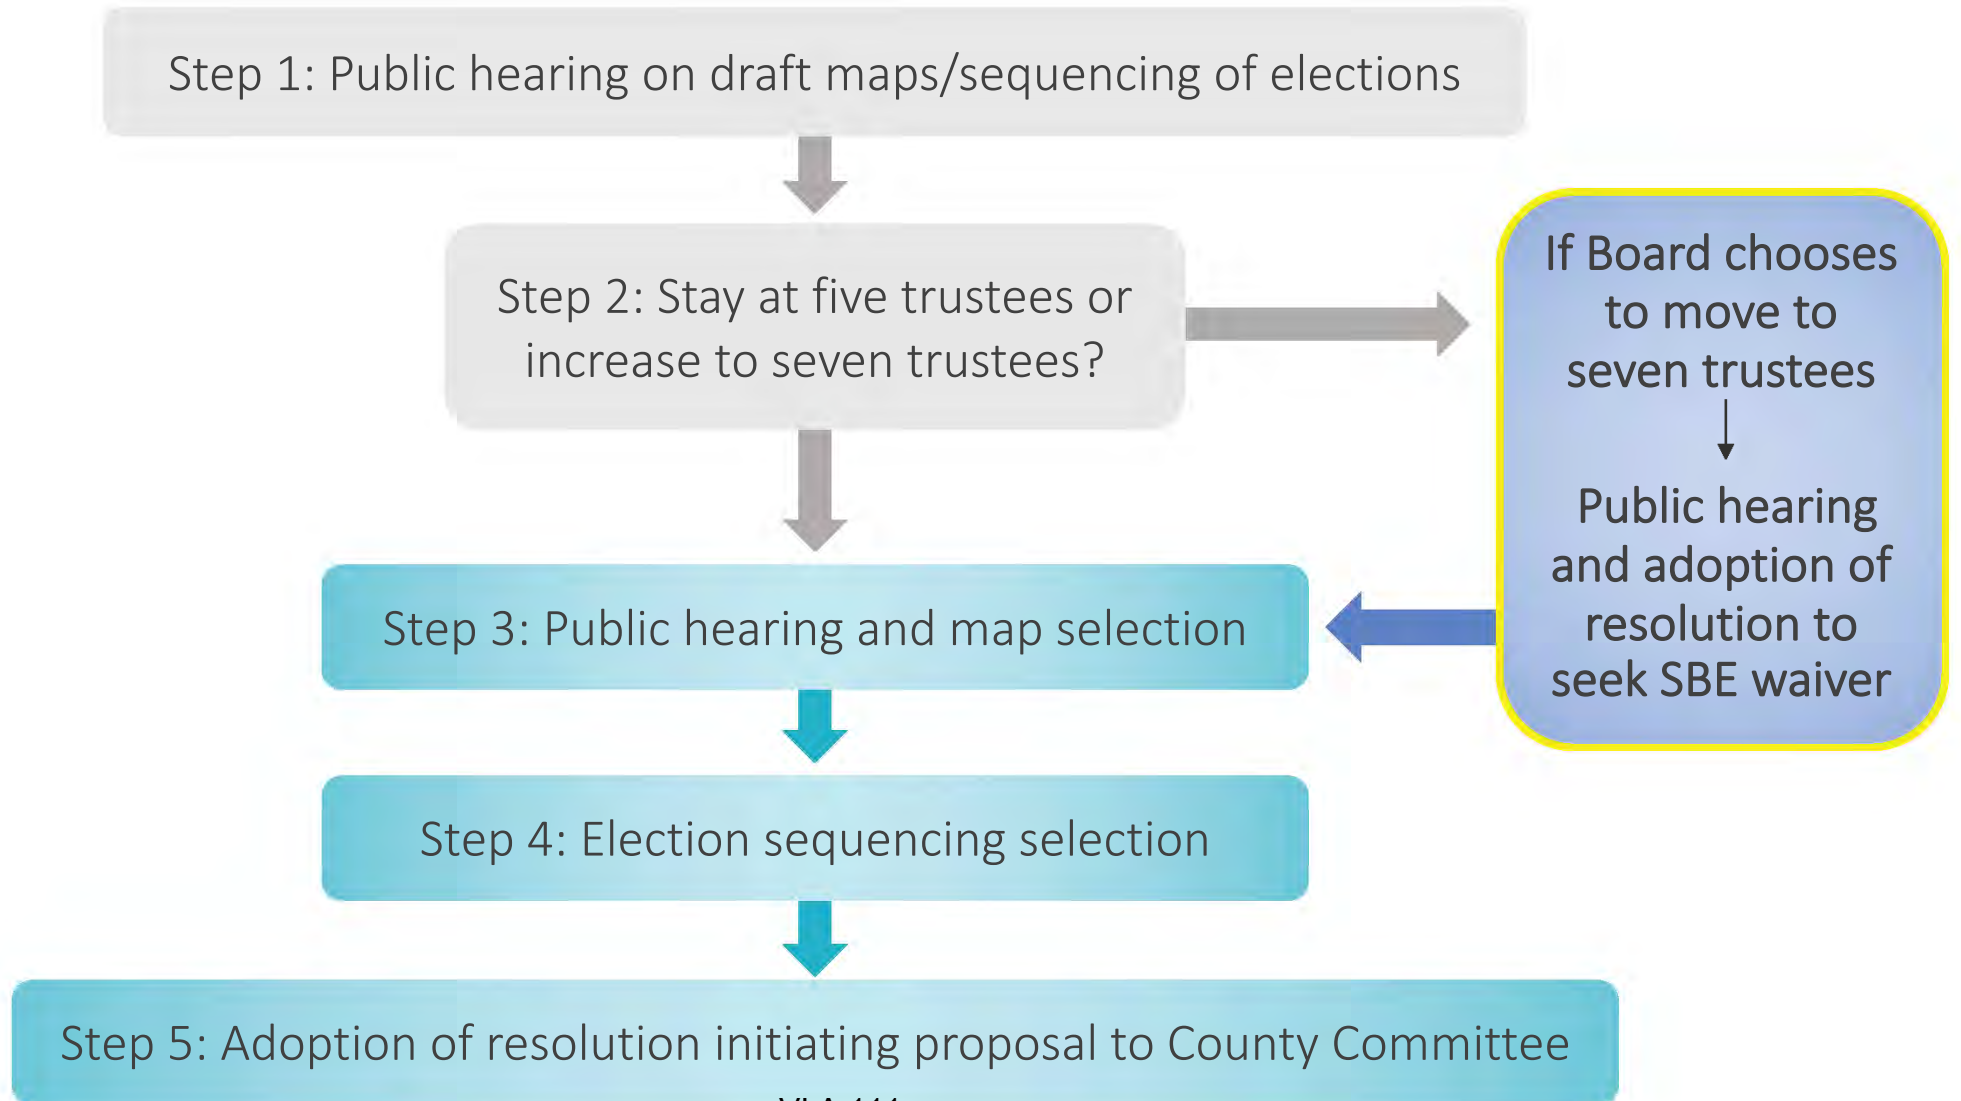 Step 1: Public hearing on draft maps/sequencing of elections
Step 2: Stay at five trustees or
increase to seven trustees?
If Board chooses
to move to
seven trustees
Public hearing
and adoption of
resolution to
seek SBE waiver
Step 3: Public hearing and map selection
Step 4: Election sequencing selection
Step 5: Adoption of resolution initiating proposal to County Committee